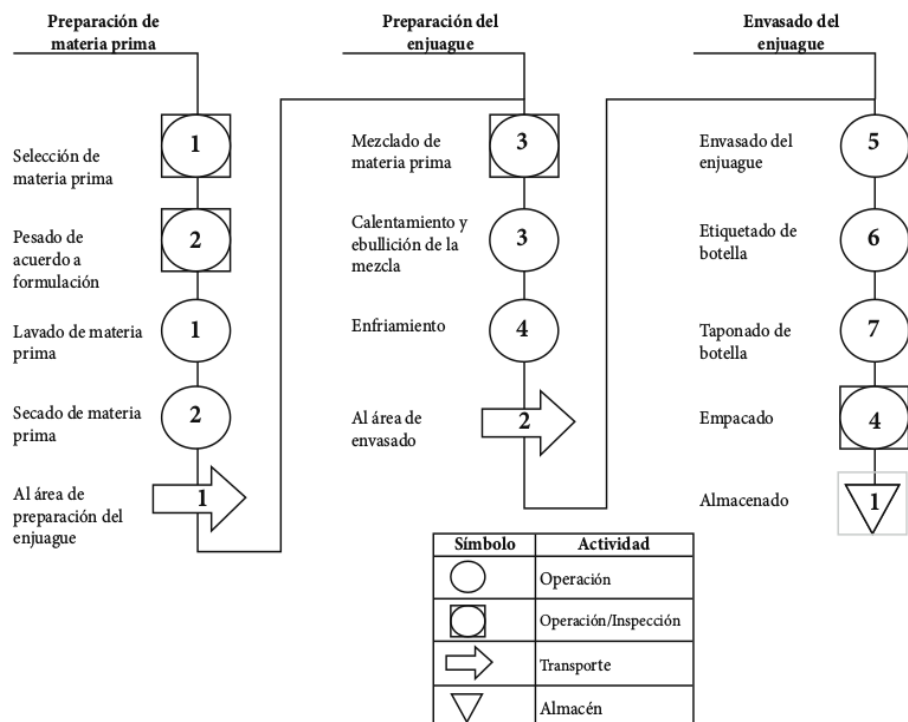 Preparación de
materia prima
Selección de
materia prima
1
Pesado de
acuerdo a
formulación
2
Lavado de materia
prima
1
Secado de materia
prima
2
Al área de
preparación del
enjuague
1
Preparación del
enjuague
Mezclado de
materia prima
3
Calentamiento y
ebullición de la
mezcla
3
Enfriamiento
4
Al área de
envasado
2
Envasado del
enjuague
Envasado del
enjuague
5
Etiquetado de
botella
6
Taponado de
botella
7
Empacado
4
Almacenado
1
Símbolo Actividad
Operación
Operación/Inspección
Transporte
Almacén